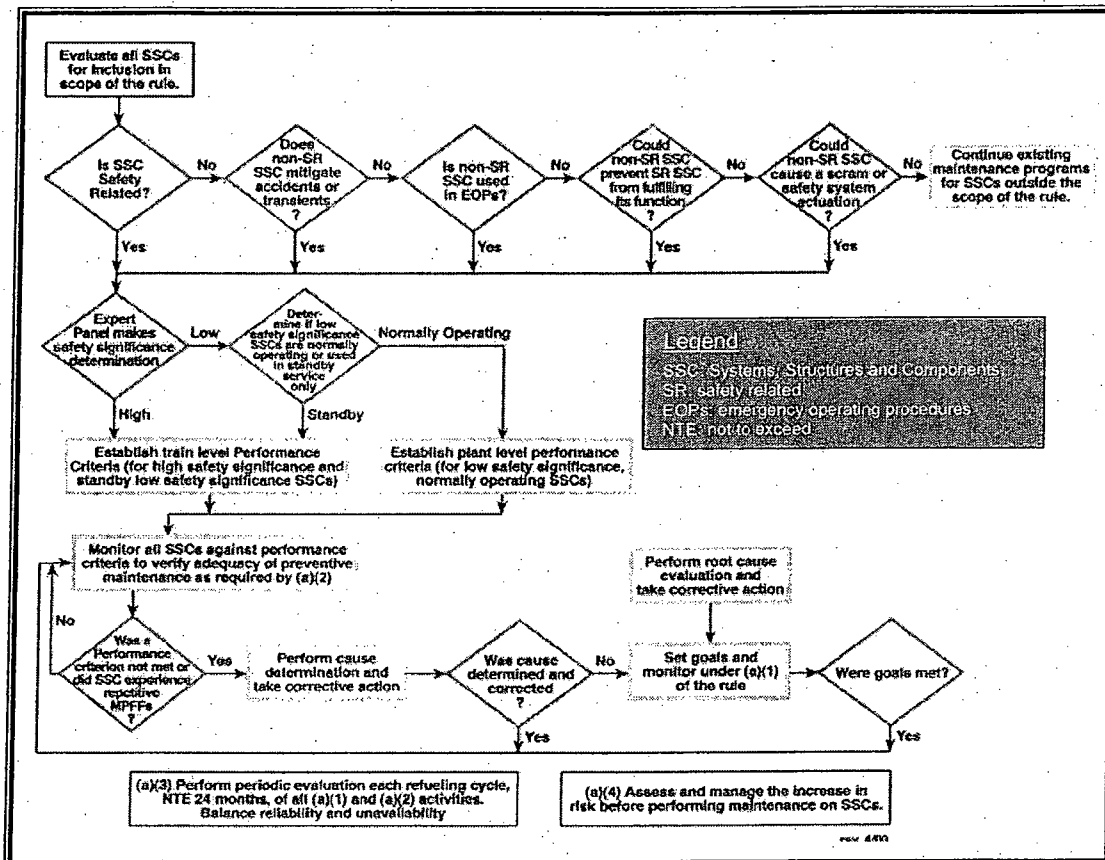 Evaluate all SSCs
for inclusion in
scope of the rule.
Is SSC
Safety
Related?
No
Does
non-SR
SSC mitigate
accidents or
transients
?
No
Is non-SR
SSC used
in EOPs?
No
Could
non-SR SSC
prevent SR SSC
from fulfilling
its function
?
No
Could
non-SR SSC
cause a scram or
safety system
actuation
?
No
Continue existing
maintenance programs
for SSCs outside the
scope of the rule.
Yes
Yes
Yes
Yes
Yes
Expert
Panel makes
safety significance
determination
Low
Deter-
mine if low
safety significance
SSCs are normally
operating or used
in standby
service
only
Normally Operating
High
Standby
Legend
SSC: Systems, Structures and Components
SR: safety related
EOPs: emergency operating procedures
NTE: not to exceed
Establish train level Performance
Criteria (for high safety significance and
standby low safety significance SSCs)
Establish plant level performance
criteria (for low safety significance,
normally operating SSCs)
Monitor all SSCs against performance
criteria to verify adequacy of preventive
maintenance as required by (a)(2)
Perform root cause
evaluation and
take corrective action
No
Was a
Performance
criterion not met or
did SSC experience
repetitive
MPFFs
?
Yes
Perform cause
determination and
take corrective action
Was cause
determined and
corrected
?
No
Set goals and
monitor under (a)(1)
of the rule
Were goals met?
Yes
Yes
(a)(3) Perform periodic evaluation each refueling cycle,
NTE 24 months, of all (a)(1) and (a)(2) activities.
Balance reliability and unavailability
(a)(4) Assess and manage the increase in
risk before performing maintenance on SSCs.